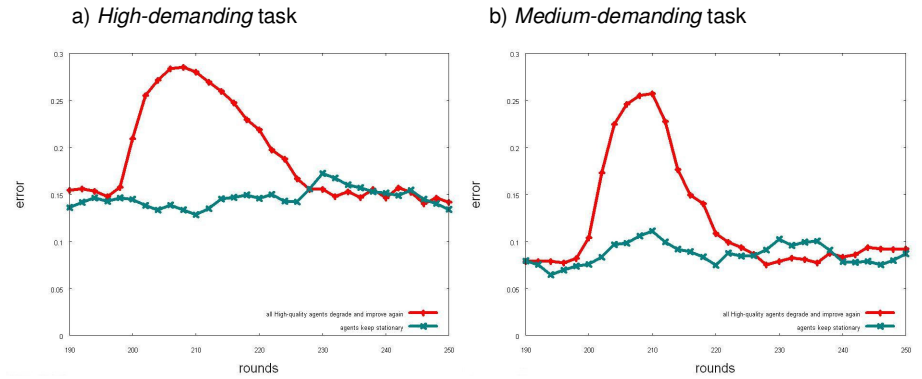 a) High-demanding task
b) Medium-demanding task
0.3
0.25
0.2
0.15
0.1
0.05
0
error
190
200
210
220
230
240
250
rounds
all High-quality agents degrade and improve again
agents keep stationary
0.3
0.25
0.2
0.15
0.1
0.05
0
error
190
200
210
220
230
240
250
rounds
all High-quality agents degrade and improve again
agents keep stationary